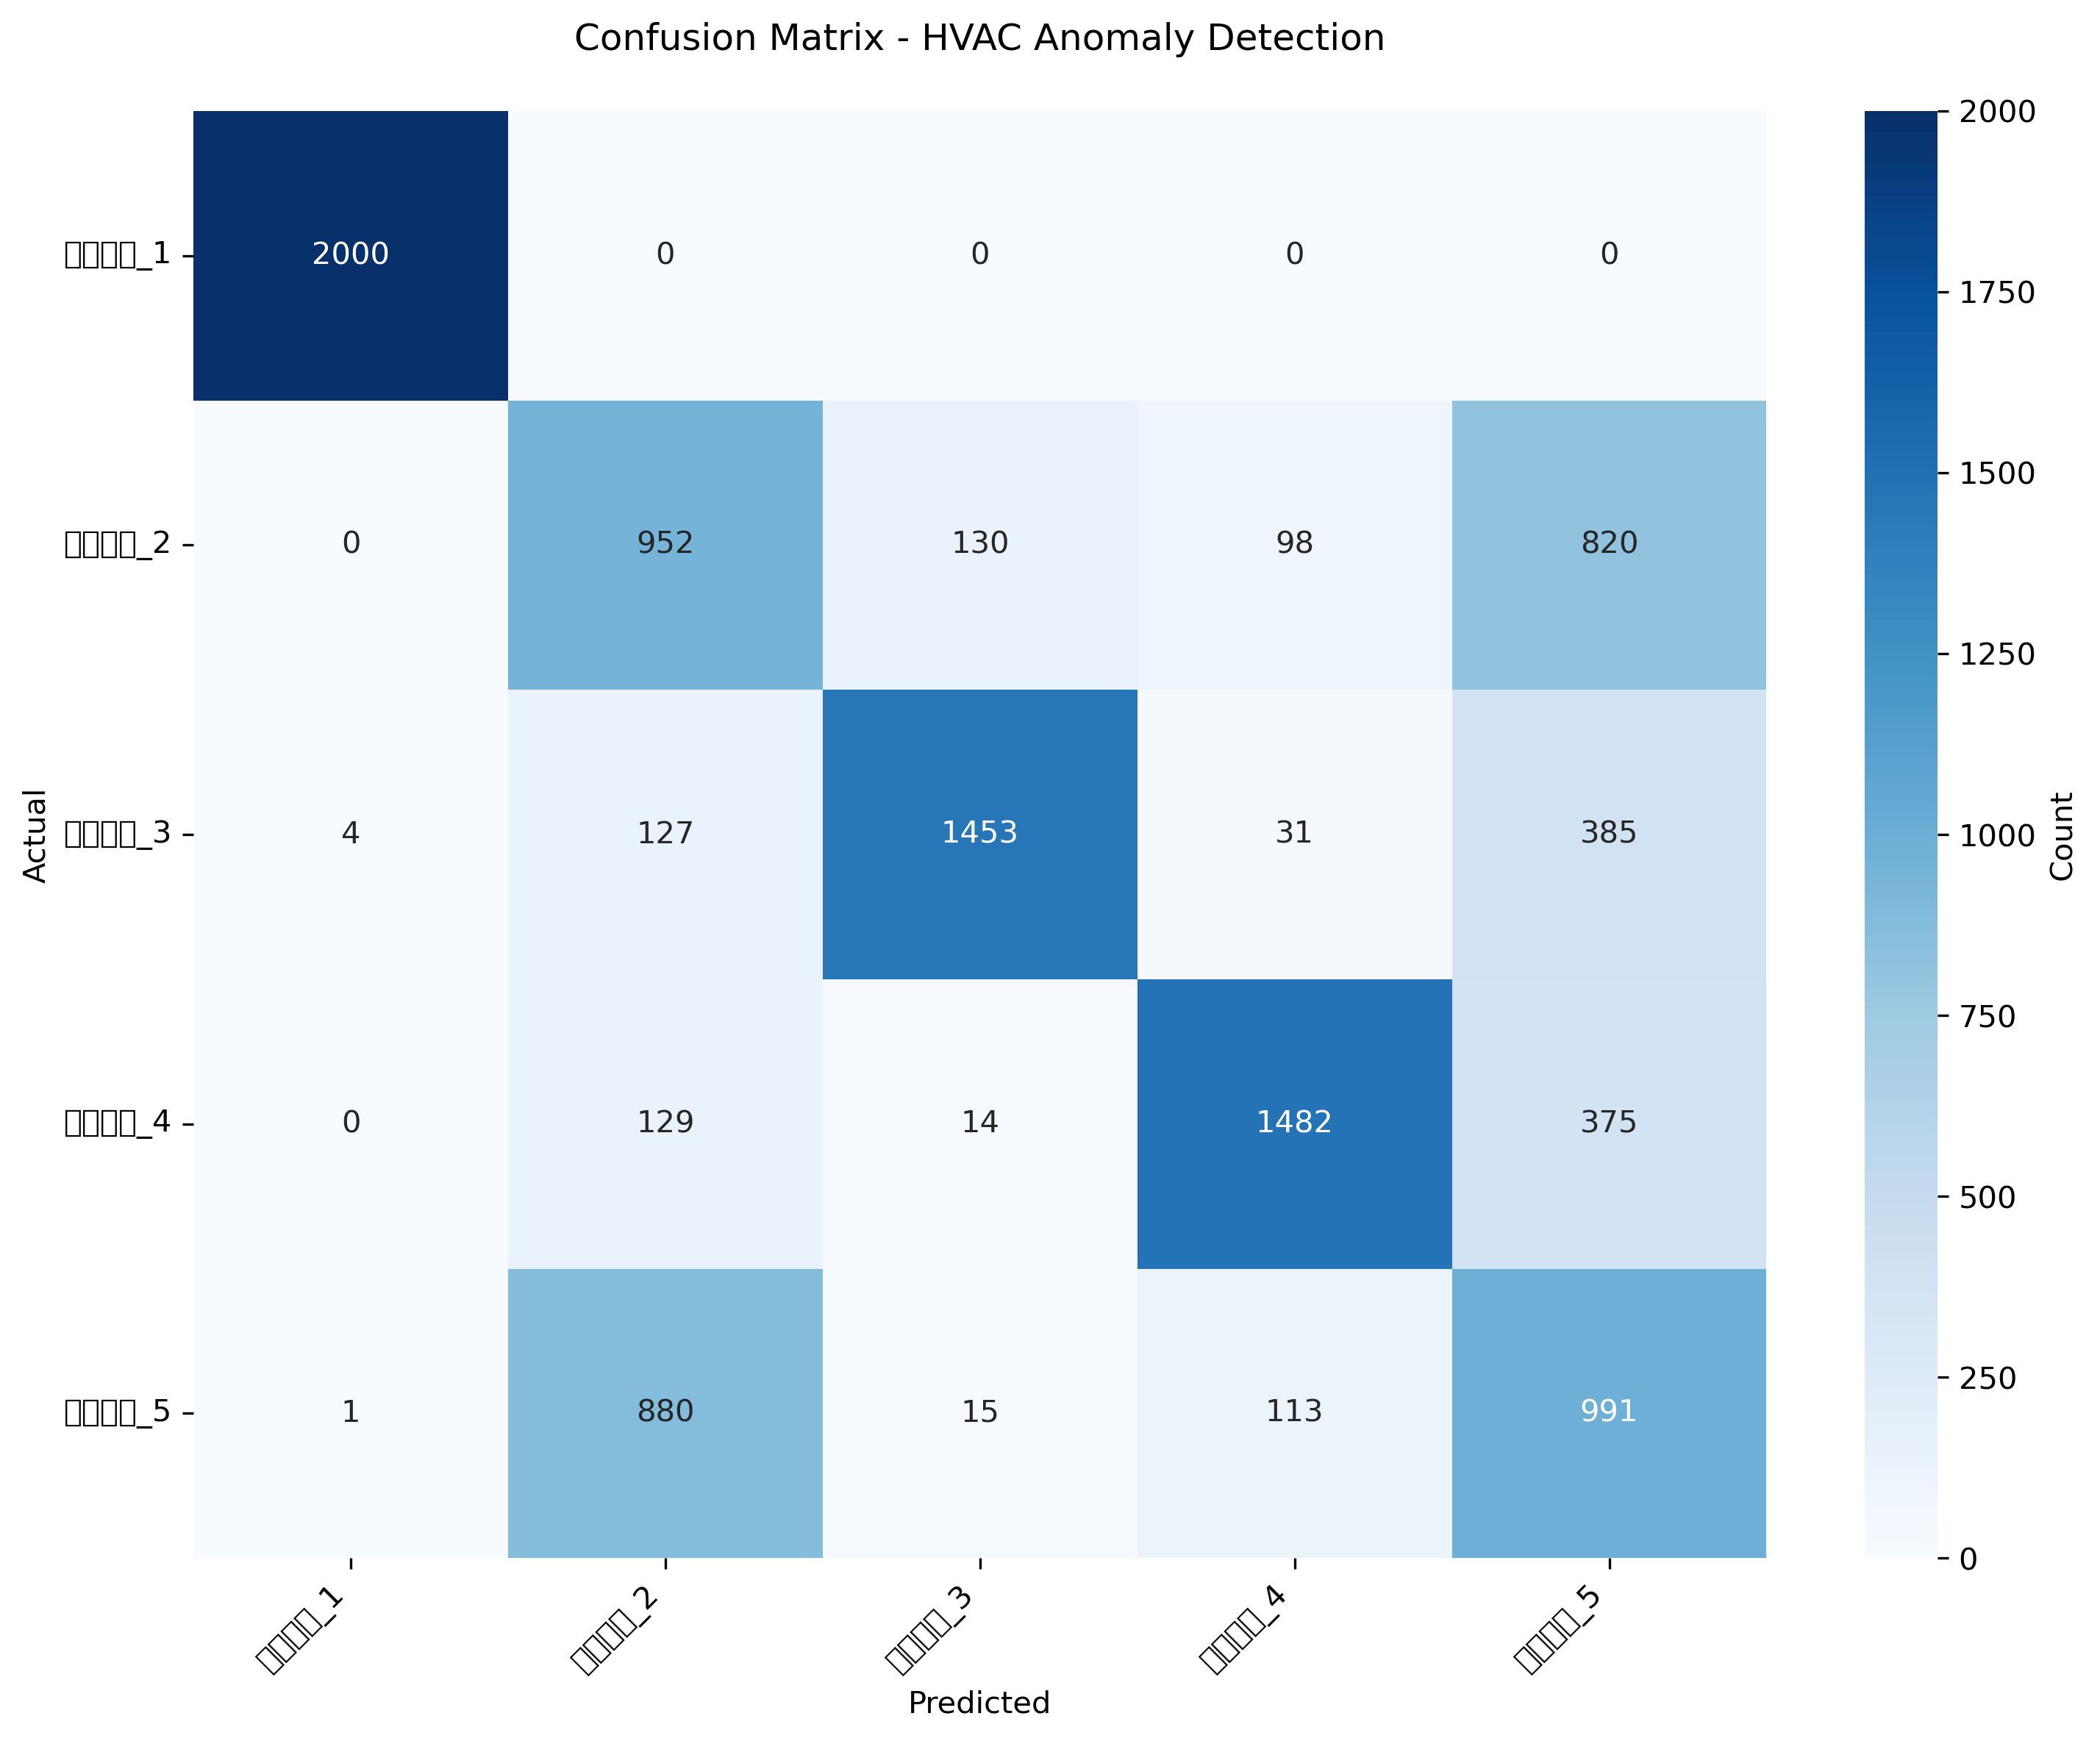 Confusion Matrix - HVAC Anomaly Detection
2000 0 0 0 0
0 952 130 98 820
4 127 1453 31 385
0 129 14 1482 375
1 880 15 113 991
_1
_2
_3
_4
_5
Actual
_1
_2
_3
_4
_5
Predicted
2000
1750
1500
1250
1000
750
500
250
0
Count